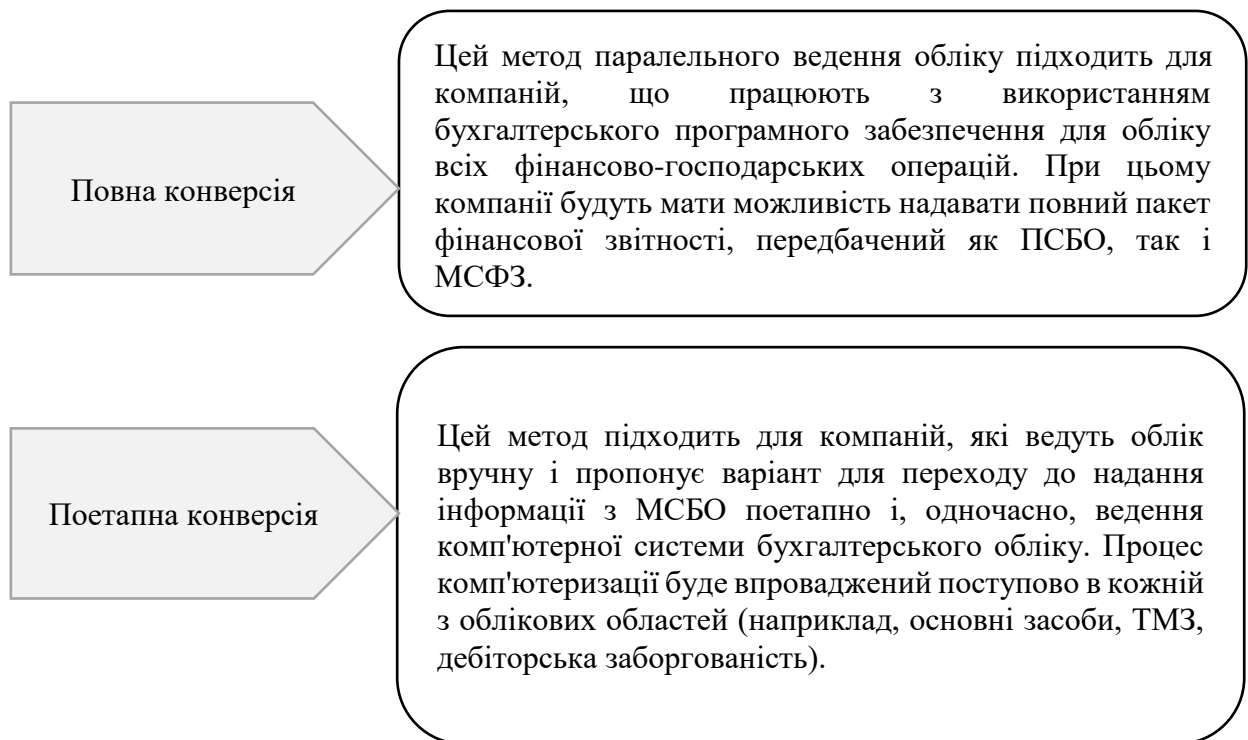 Повна конверсія
Цей метод паралельного ведення обліку підходить для
компаній, що працюють з використанням
бухгалтерського програмного забезпечення для обліку
всіх фінансово-господарських операцій. При цьому
компанії будуть мати можливість надавати повний пакет
фінансової звітності, передбачений як ПСБО, так і
МСФЗ.
Поетапна конверсія
Цей метод підходить для компаній, які ведуть облік
вручну і пропонує варіант для переходу до надання
інформації з МСБО поетапно і, одночасно, ведення
комп'ютерної системи бухгалтерського обліку. Процес
комп'ютеризації буде впроваджений поступово в кожній
з облікових областей (наприклад, основні засоби, ТМЗ,
дебіторська заборгованість).